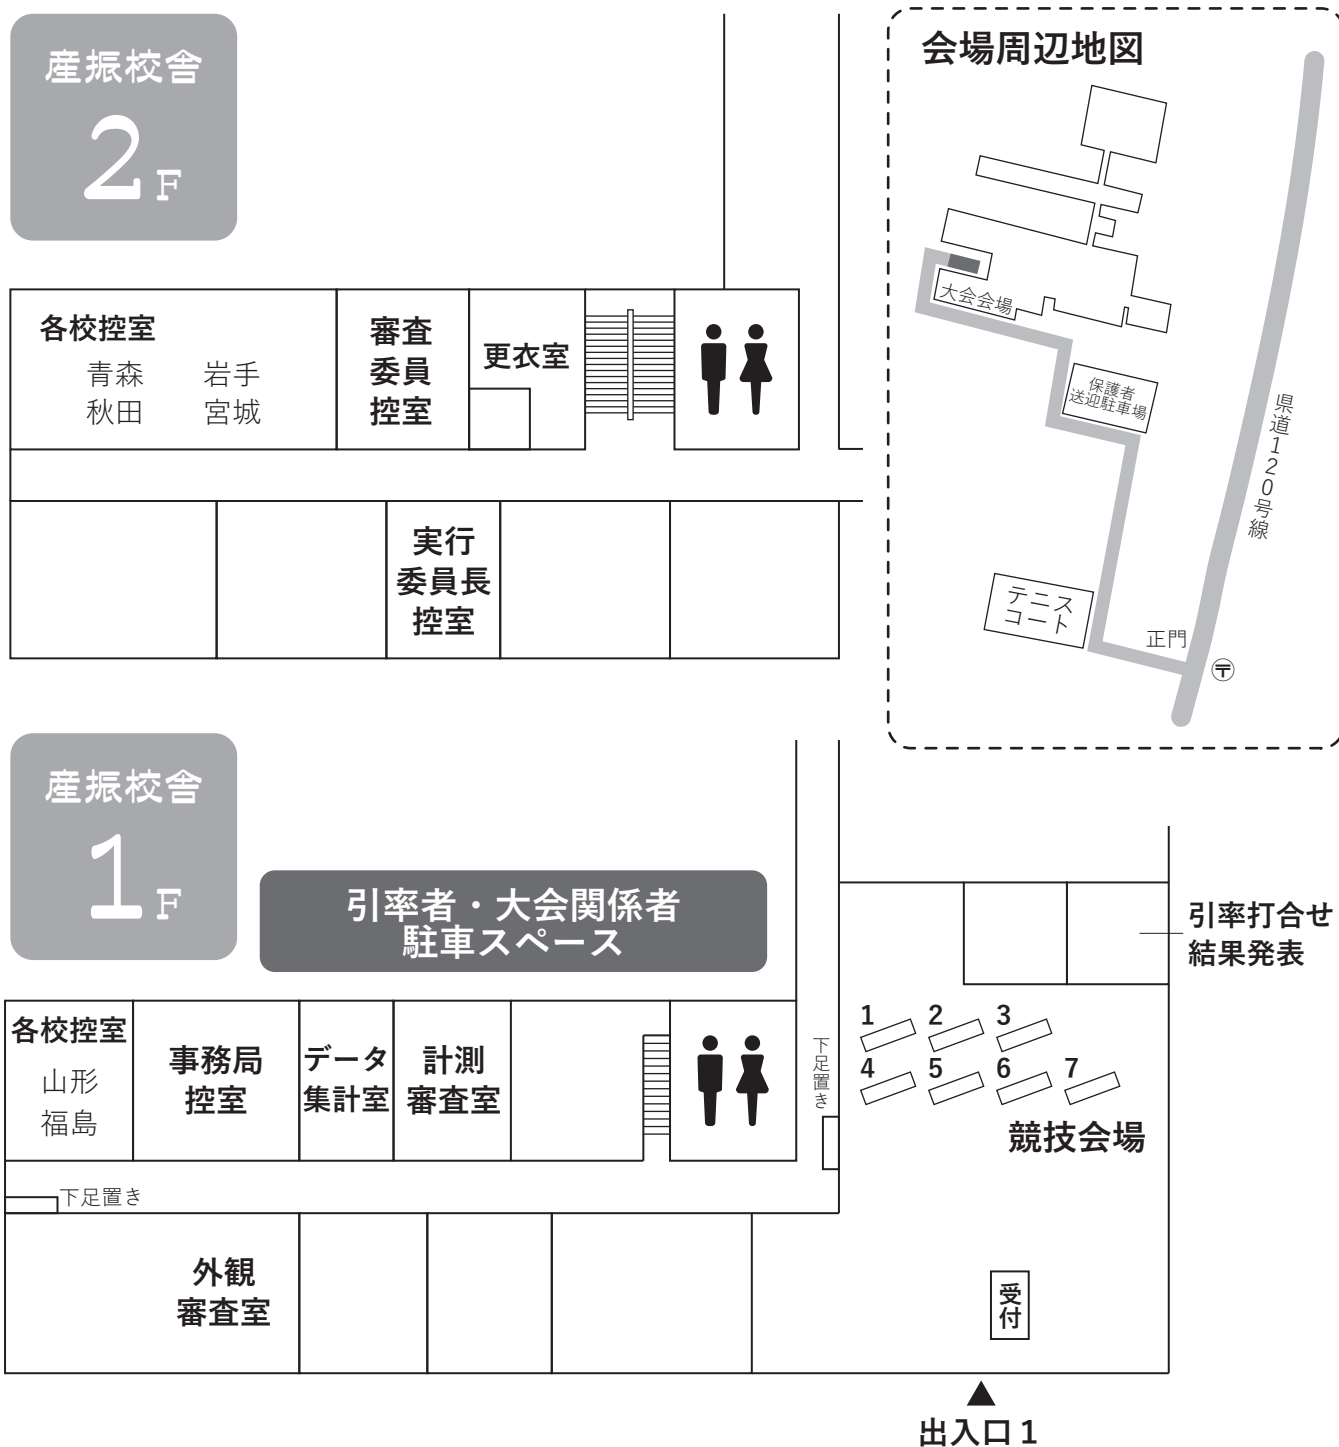 産振校舎
2F
各校控室
青森 岩手
秋田 宮城
審査
委員
控室
更衣室
実行
委員長
控室
会場周辺地図
大会会場
保護者
送迎駐車場
県道120号線
テニス
コート
正門
〒
産振校舎
1F
引率者・大会関係者
駐車スペース
引率打合せ
結果発表
各校控室
山形
福島
事務局
控室
データ
集計室
計測
審査室
下足置き
1 2 3
4 5 6 7
競技会場
下足置き
外観
審査室
受付
出入口1